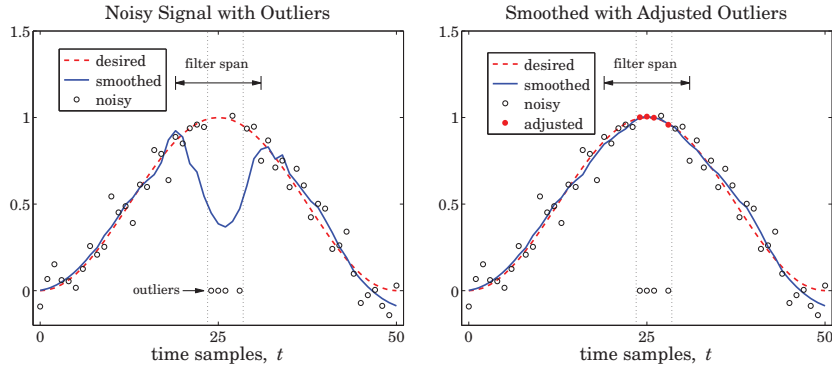 Noisy Signal with Outliers
1.5
1
0.5
0
0
25
50
desired
smoothed
noisy
filter span
outliers
time samples, t
Smoothed with Adjusted Outliers
1.5
1
0.5
0
0
25
50
desired
smoothed
noisy
adjusted
filter span
time samples, t